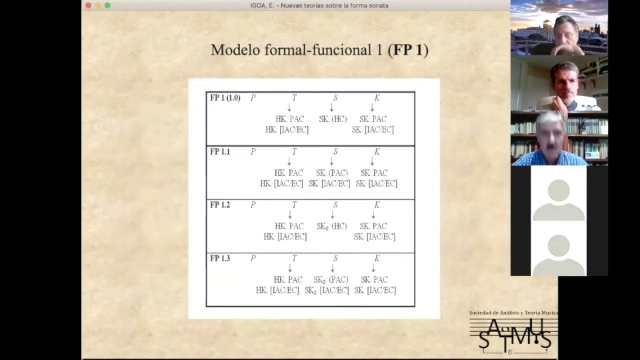 IGOA, E. - Nuevas teorías sobre la forma sonata
Modelo formal-funcional 1 (FP 1)
FP 1 (1.0) P T S K
HK PAC SK (HC) SK PAC
HK [IAC/EC] SK [IAC/EC]
FP 1.1 P T S K
HK PAC SK (PAC) SK PAC
HK [IAC/EC] SK [IAC/EC] SK [IAC/EC]
FP 1.2 P T S K
HK PAC SK₀ (HC) SK PAC
HK [IAC/EC] SK [IAC/EC]
FP 1.3 P T S K
HK PAC SK₀ (PAC) SK PAC
HK [IAC/EC] SK₀ [IAC/EC] SK [IAC/EC]
Sociedad de Análisis y Teoría Musical
SATMUS